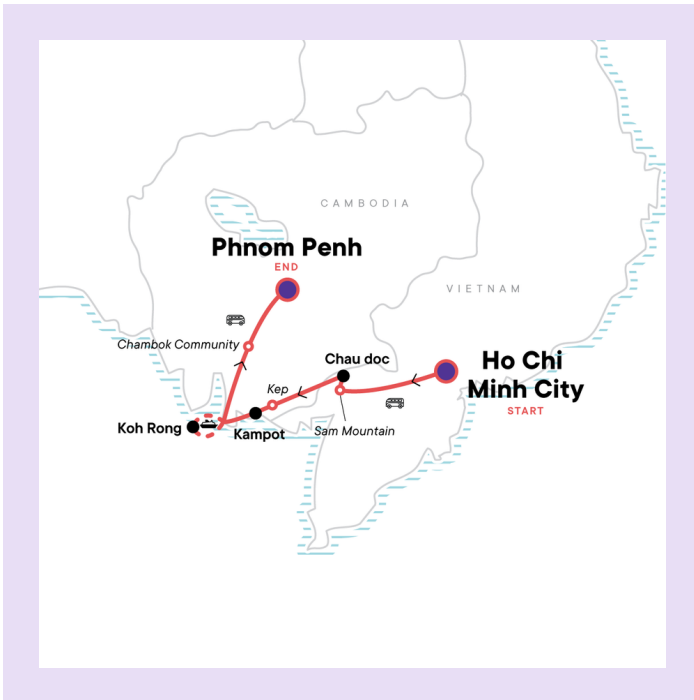 CAMBODIA
Phnom Penh
END
VIETNAM
Chambok Community
Chau doc
Ho Chi
Minh City
START
Kep
Koh Rong
Kampot
Sam Mountain